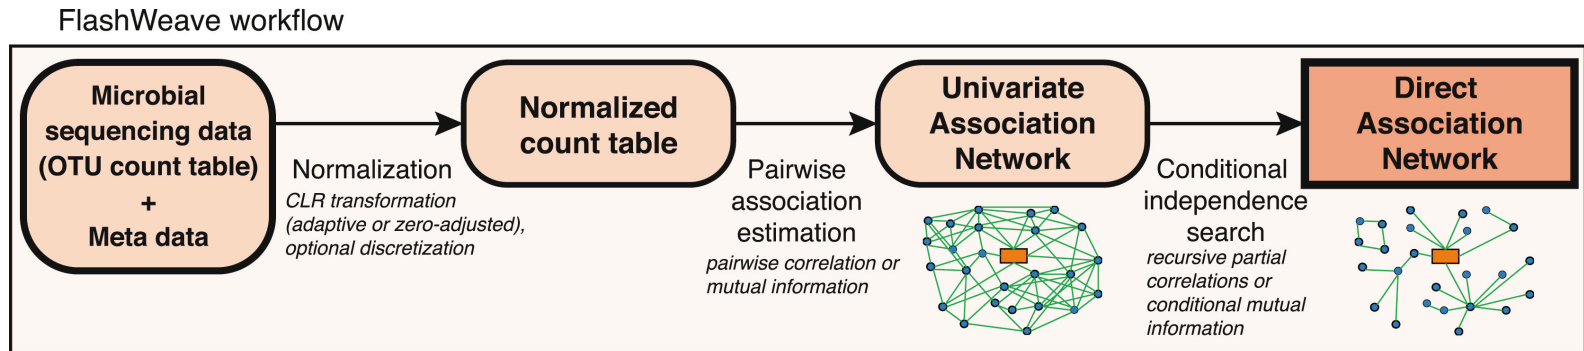 FlashWeave workflow
Microbial
sequencing data
(OTU count table)
+
Meta data
Normalization
CLR transformation
(adaptive or zero-adjusted),
optional discretization
Normalized
count table
Pairwise
association
estimation
pairwise correlation or
mutual information
Univariate
Association
Network
Conditional
independence
search
recursive partial
correlations or
conditional mutual
information
Direct
Association
Network